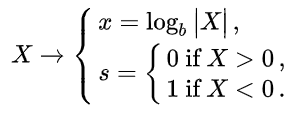 X → { x = log_b |X| ,
s = { 0 if X > 0 ,
1 if X < 0 .